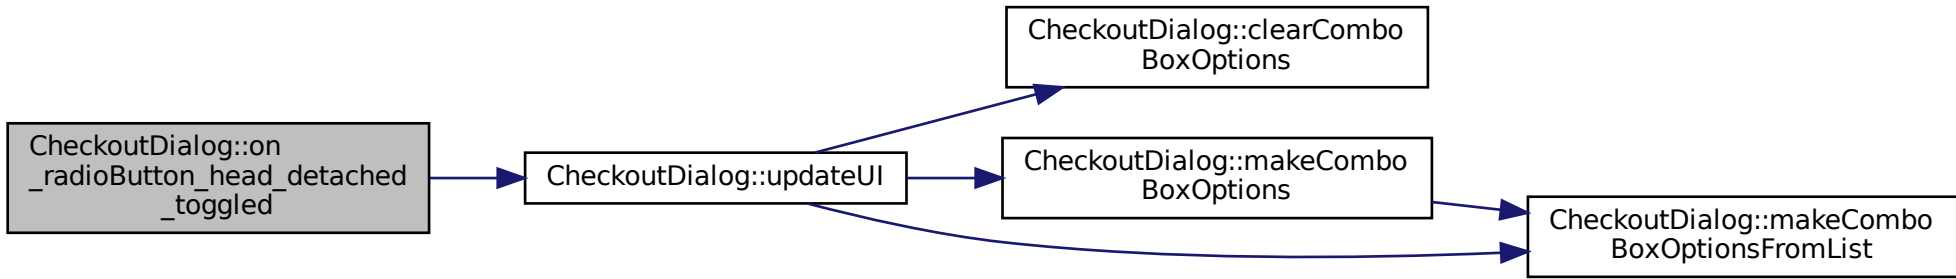 CheckoutDialog::on
_radioButton_head_detached
_toggled
CheckoutDialog::updateUI
CheckoutDialog::clearCombo
BoxOptions
CheckoutDialog::makeCombo
BoxOptions
CheckoutDialog::makeCombo
BoxOptionsFromList